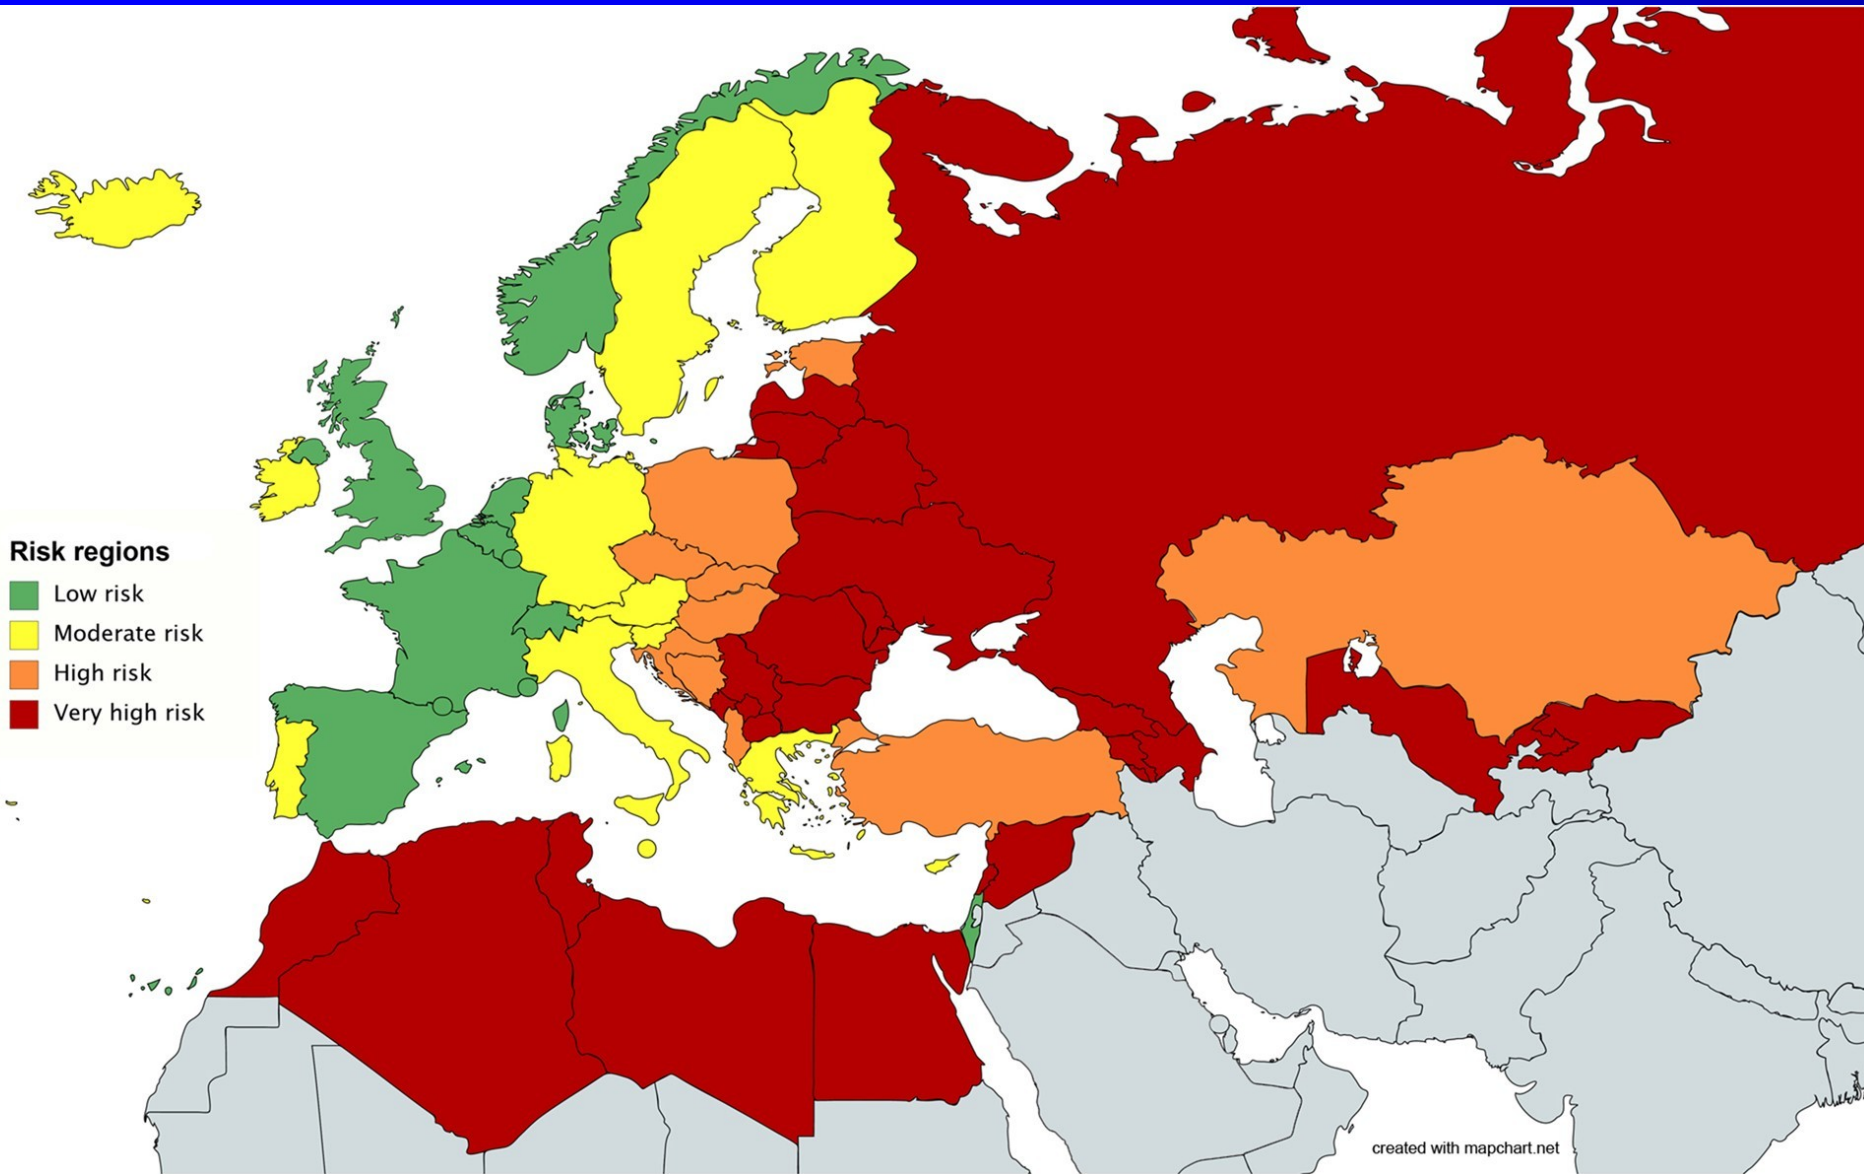 Risk regions
Low risk
Moderate risk
High risk
Very high risk
created with mapchart.net